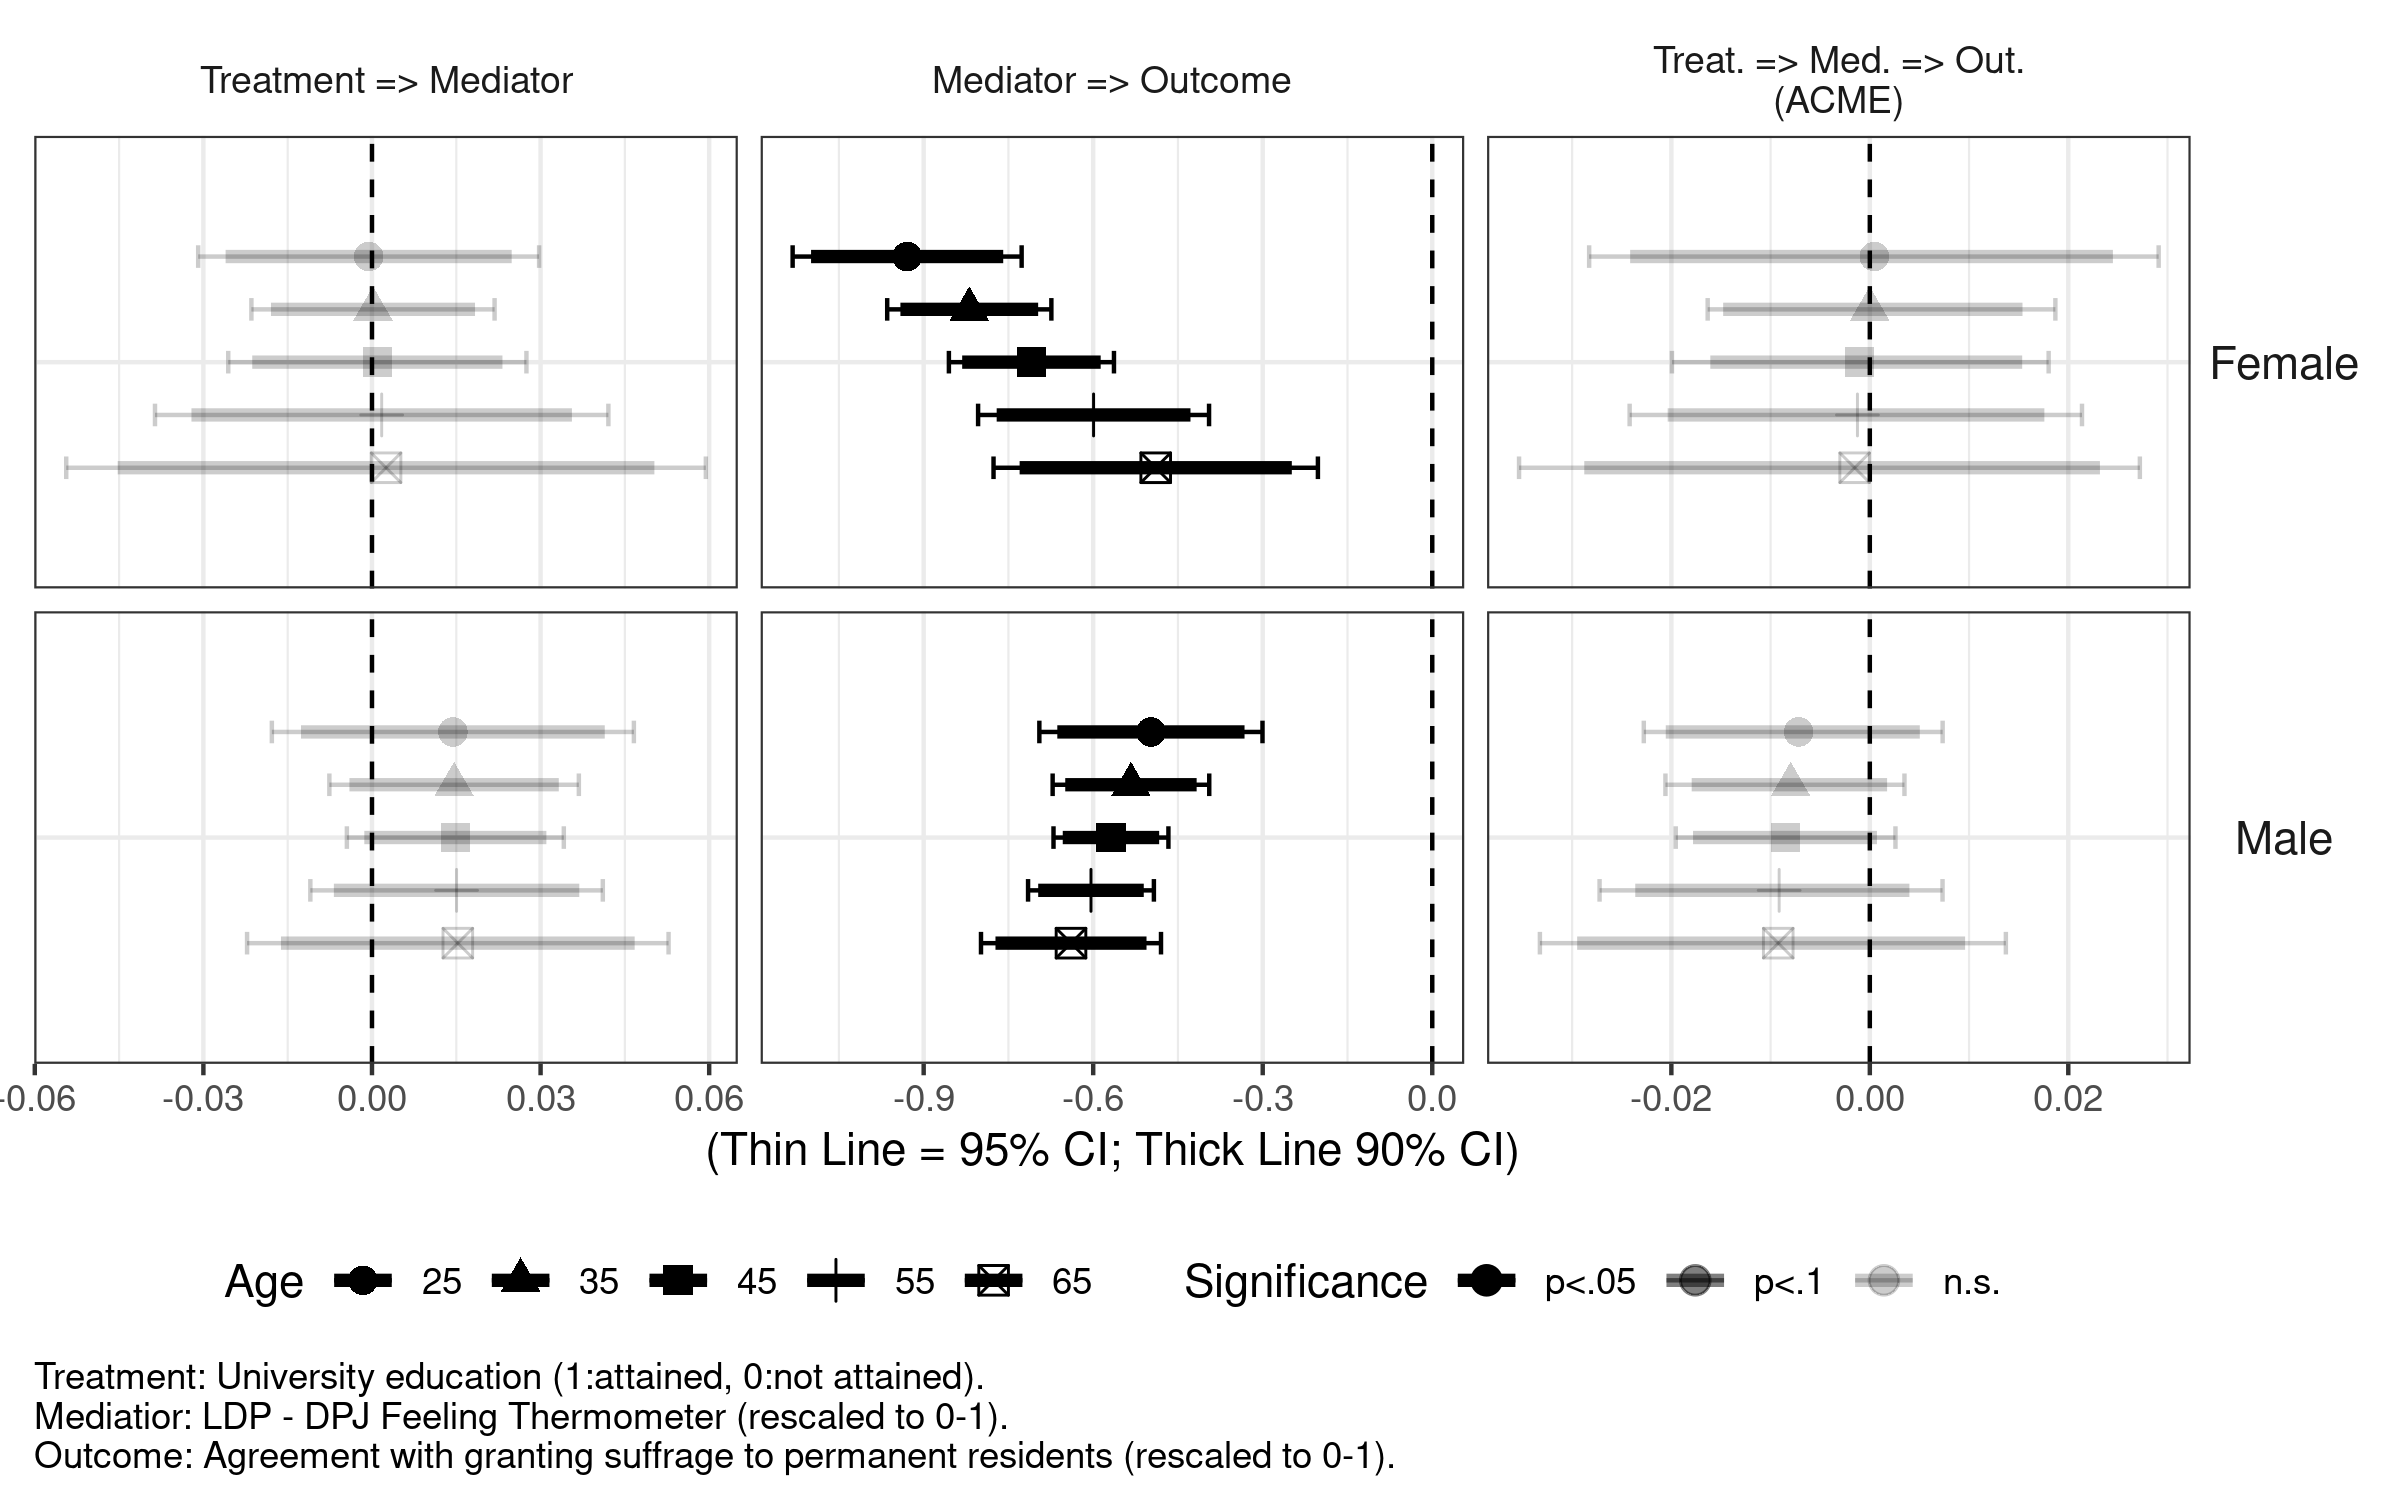 Treatment => Mediator
Mediator => Outcome
Treat. => Med. => Out.
(ACME)
Female
Male
-0.06 -0.03 0.00 0.03 0.06
-0.9 -0.6 -0.3 0.0
-0.02 0.00 0.02
(Thin Line = 95% CI; Thick Line 90% CI)
Age 25 35 45 55 65 Significance p<.05 p<.1 n.s.
Treatment: University education (1:attained, 0:not attained).
Mediatior: LDP - DPJ Feeling Thermometer (rescaled to 0-1).
Outcome: Agreement with granting suffrage to permanent residents (rescaled to 0-1).